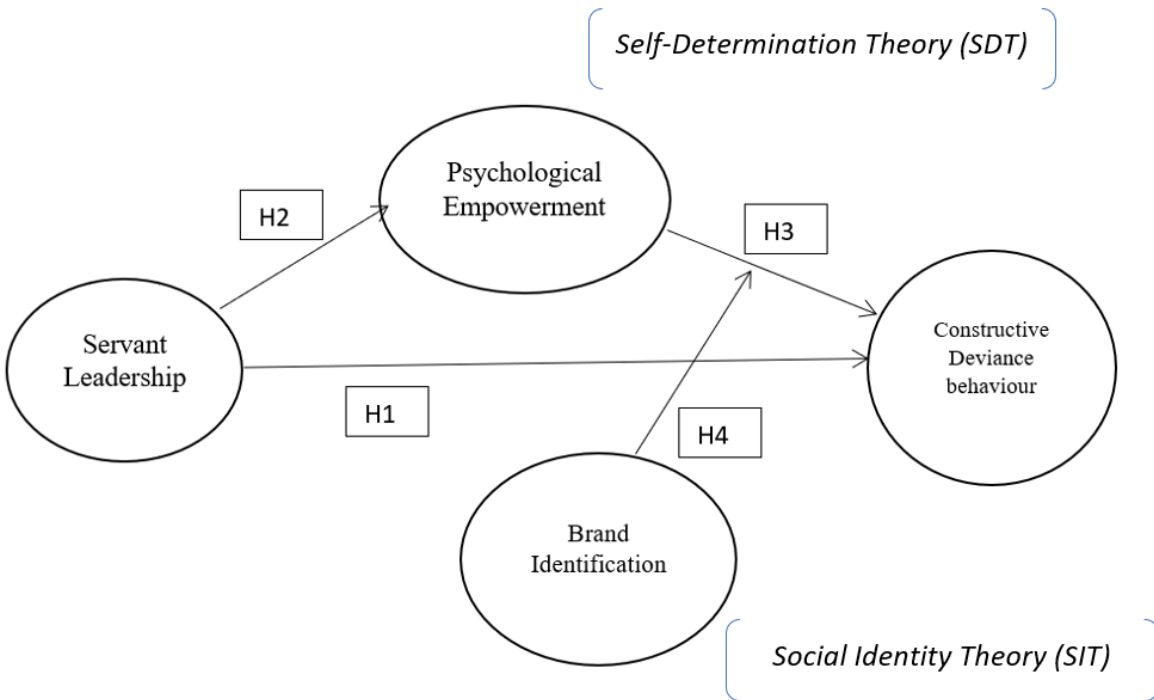 Self-Determination Theory (SDT)
Psychological
Empowerment
H2
H3
Servant
Leadership
Constructive
Deviance
behaviour
H1
H4
Brand
Identification
Social Identity Theory (SIT)